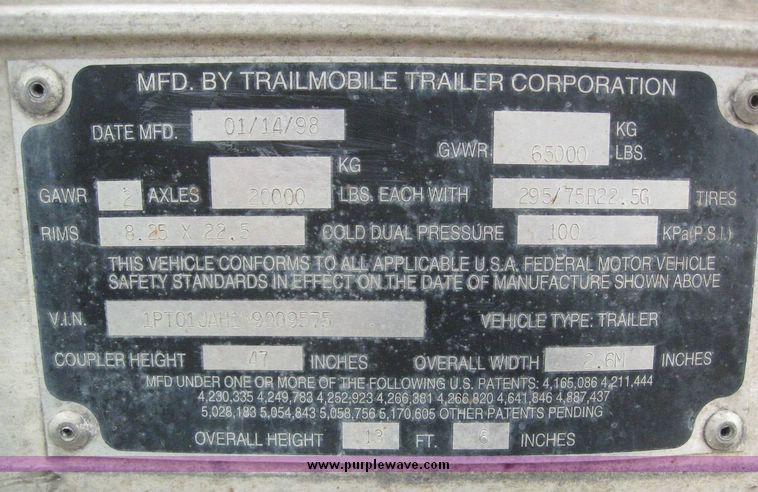 MFD. BY TRAILMOBILE TRAILER CORPORATION
DATE MFD. 01/14/98 KG
GVWR 65000 LBS.
KG
GAWR 2 AXLES 20000 LBS. EACH WITH 295/75R22.5G TIRES
RIMS 8.25 X 22.5 COLD DUAL PRESSURE 100 KPa(P.S.I.)
THIS VEHICLE CONFORMS TO ALL APPLICABLE U.S.A. FEDERAL MOTOR VEHICLE
SAFETY STANDARDS IN EFFECT ON THE DATE OF MANUFACTURE SHOWN ABOVE
V.I.N. VEHICLE TYPE: TRAILER
COUPLER HEIGHT 47 INCHES OVERALL WIDTH 2.6M INCHES
MFD UNDER ONE OR MORE OF THE FOLLOWING U.S. PATENTS: 4,165,086 4,211,444
4,230,335 4,249,783 4,252,923 4,266,381 4,266,820 4,641,846 4,887,437
5,028,183 5,054,843 5,058,756 5,170,605 OTHER PATENTS PENDING
OVERALL HEIGHT 13 FT. 6 INCHES
www.purplewave.com